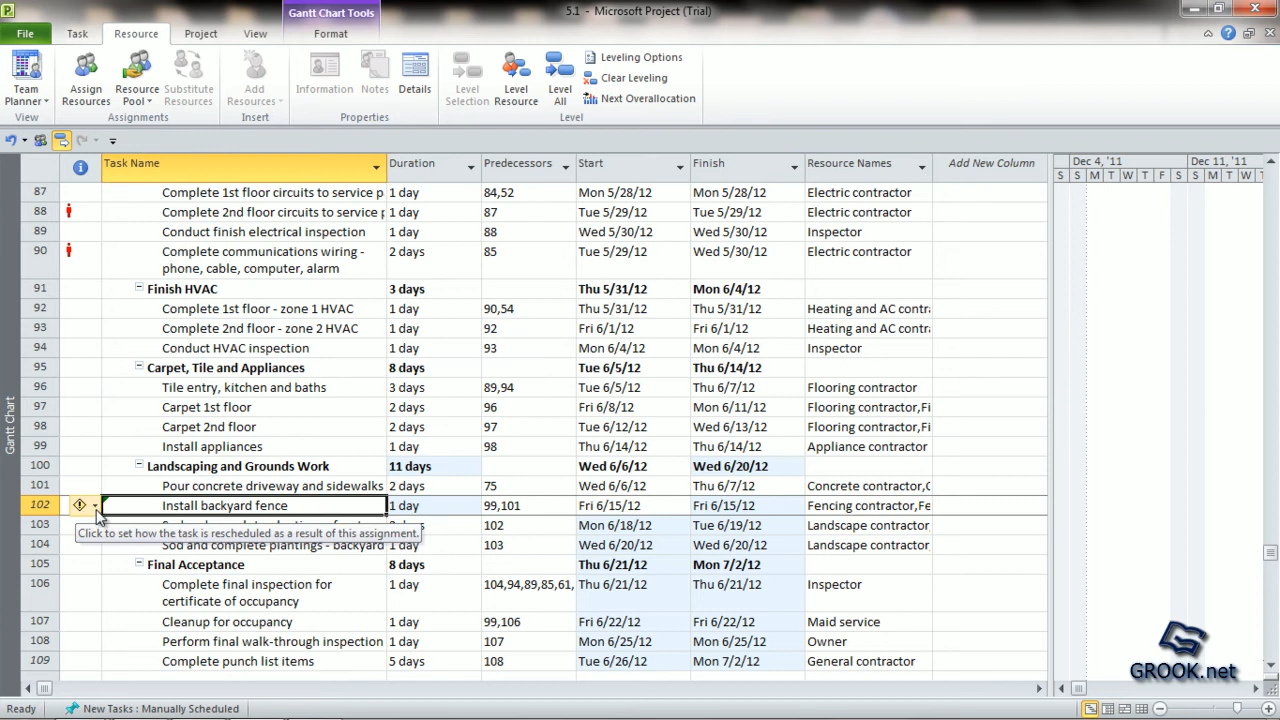 Gantt Chart Tools
5.1 - Microsoft Project (Trial)
File Task Resource Project View Format
Team Planner
Assign Resources
Resource Pool
Substitute Resources
Add Resources
Information
Notes
Details
Level Selection
Level Resource
Level All
Leveling Options
Clear Leveling
Next Overallocation
View Assignments Insert Properties Level
Task Name Duration Predecessors Start Finish Resource Names Add New Column Dec 4, '11 Dec 11, '11
S S M T W T F S S M T W T
87 Complete 1st floor circuits to service p 1 day 84,52 Mon 5/28/12 Mon 5/28/12 Electric contractor
88 Complete 2nd floor circuits to service p 1 day 87 Tue 5/29/12 Tue 5/29/12 Electric contractor
89 Conduct finish electrical inspection 1 day 88 Wed 5/30/12 Wed 5/30/12 Inspector
90 Complete communications wiring - 2 days 85 Tue 5/29/12 Wed 5/30/12 Electric contractor
phone, cable, computer, alarm
91 Finish HVAC 3 days Thu 5/31/12 Mon 6/4/12
92 Complete 1st floor - zone 1 HVAC 1 day 90,54 Thu 5/31/12 Thu 5/31/12 Heating and AC contr
93 Complete 2nd floor - zone 2 HVAC 1 day 92 Fri 6/1/12 Fri 6/1/12 Heating and AC contr
94 Conduct HVAC inspection 1 day 93 Mon 6/4/12 Mon 6/4/12 Inspector
95 Carpet, Tile and Appliances 8 days Tue 6/5/12 Thu 6/14/12
96 Tile entry, kitchen and baths 3 days 89,94 Tue 6/5/12 Thu 6/7/12 Flooring contractor
97 Carpet 1st floor 2 days 96 Fri 6/8/12 Mon 6/11/12 Flooring contractor,Fi
98 Carpet 2nd floor 2 days 97 Tue 6/12/12 Wed 6/13/12 Flooring contractor,Fi
99 Install appliances 1 day 98 Thu 6/14/12 Thu 6/14/12 Appliance contractor
100 Landscaping and Grounds Work 11 days Wed 6/6/12 Wed 6/20/12
101 Pour concrete driveway and sidewalks 2 days 75 Wed 6/6/12 Thu 6/7/12 Concrete contractor,C
102 Install backyard fence 1 day 99,101 Fri 6/15/12 Fri 6/15/12 Fencing contractor,Fe
103 102 Mon 6/18/12 Tue 6/19/12 Landscape contractor
Click to set how the task is rescheduled as a result of this assignment.
104 Sod and complete plantings - backyard 1 day 103 Wed 6/20/12 Wed 6/20/12 Landscape contractor
105 Final Acceptance 8 days Thu 6/21/12 Mon 7/2/12
106 Complete final inspection for 1 day 104,94,89,85,61, Thu 6/21/12 Thu 6/21/12 Inspector
certificate of occupancy
107 Cleanup for occupancy 1 day 99,106 Fri 6/22/12 Fri 6/22/12 Maid service
108 Perform final walk-through inspection 1 day 107 Mon 6/25/12 Mon 6/25/12 Owner
109 Complete punch list items 5 days 108 Tue 6/26/12 Mon 7/2/12 General contractor
Gantt Chart
GROOK.net
Ready New Tasks : Manually Scheduled